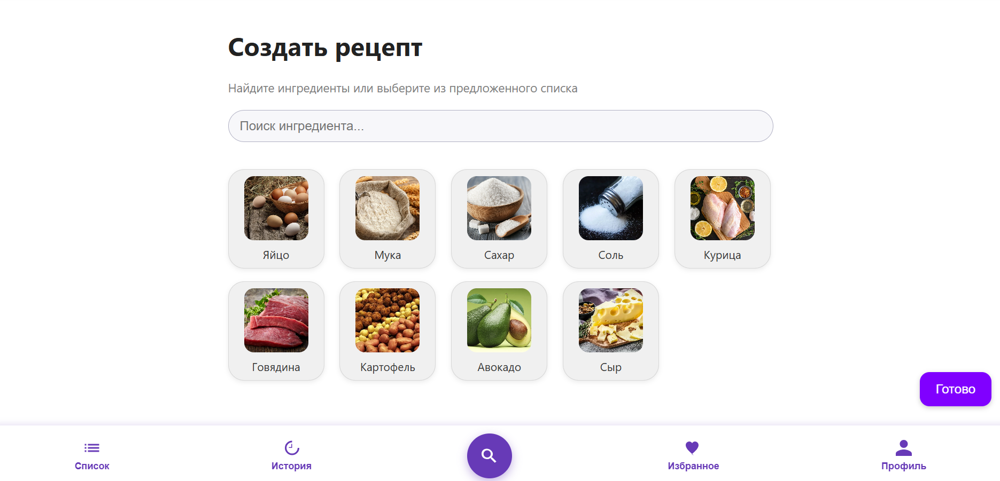 Создать рецепт
Найдите ингредиенты или выберите из предложенного списка
Поиск ингредиента...
Яйцо
Мука
Сахар
Соль
Курица
Говядина
Картофель
Авокадо
Сыр
Готово
Список
История
Избранное
Профиль